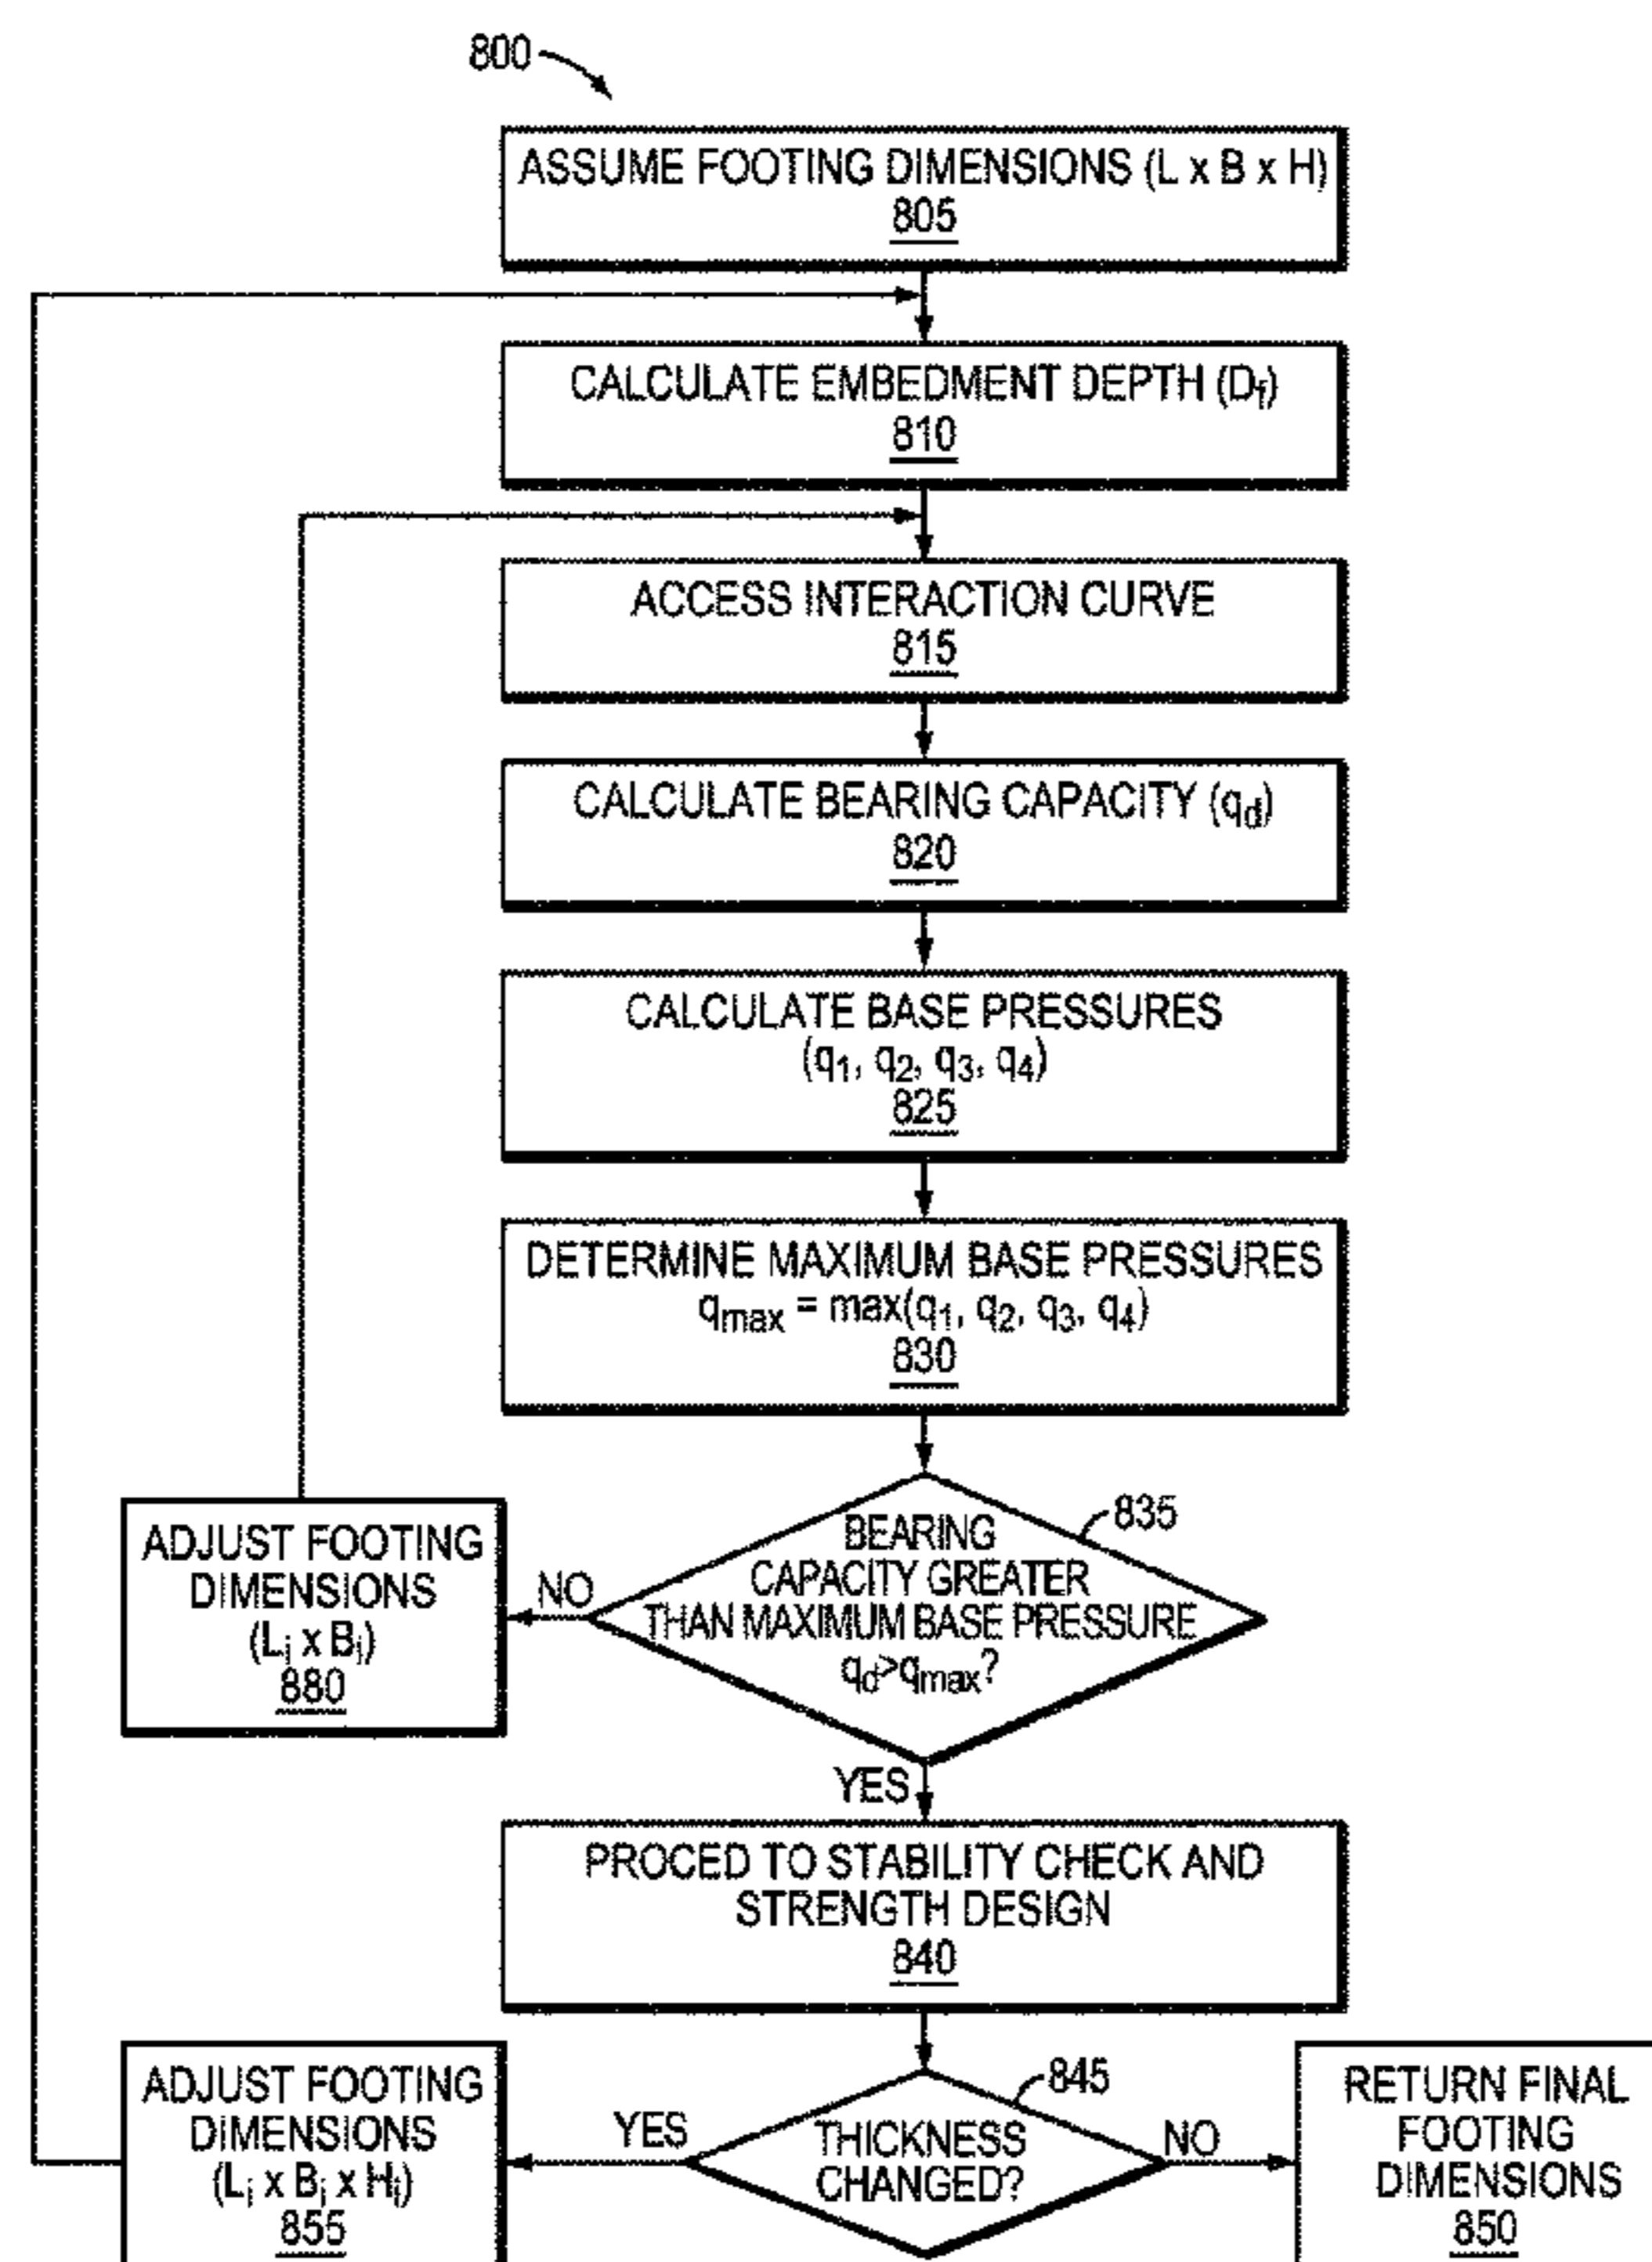 800
ASSUME FOOTING DIMENSIONS (L x B x H)
805
CALCULATE EMBEDMENT DEPTH (Df)
810
ACCESS INTERACTION CURVE
815
CALCULATE BEARING CAPACITY (qd)
820
CALCULATE BASE PRESSURES
(q1, q2, q3, q4)
825
DETERMINE MAXIMUM BASE PRESSURES
qmax = max(q1, q2, q3, q4)
830
835
BEARING
CAPACITY GREATER
THAN MAXIMUM BASE PRESSURE
qd>qmax?
NO
ADJUST FOOTING
DIMENSIONS
(Li x Bi)
880
YES
PROCED TO STABILITY CHECK AND
STRENGTH DESIGN
840
845
THICKNESS
CHANGED?
YES
ADJUST FOOTING
DIMENSIONS
(Li x Bi x Hi)
855
NO
RETURN FINAL
FOOTING
DIMENSIONS
850